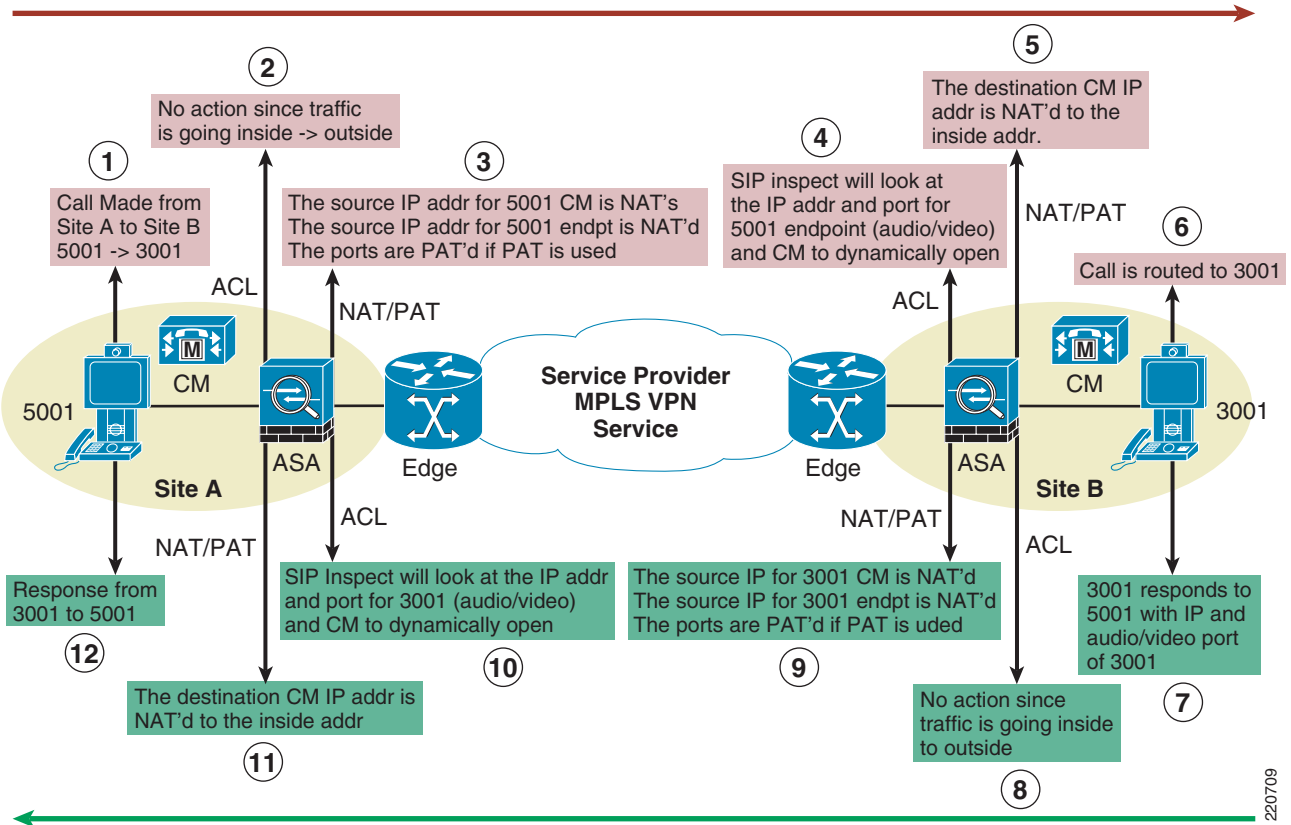 5
2
The destination CM IP
addr is NAT'd to the
inside addr.
No action since traffic
is going inside -> outside
4
1
3
SIP inspect will look at
the IP addr and port for
5001 endpoint (audio/video)
and CM to dynamically open
Call Made from
Site A to Site B
5001 -> 3001
The source IP addr for 5001 CM is NAT's
The source IP addr for 5001 endpt is NAT'd
The ports are PAT'd if PAT is used
NAT/PAT
6
Call is routed to 3001
ACL
NAT/PAT
ACL
M
CM
M
CM
Service Provider
MPLS VPN
Service
5001
3001
ASA
Edge
Edge
ASA
Site A
Site B
NAT/PAT
ACL
NAT/PAT
ACL
Response from
3001 to 5001
12
SIP Inspect will look at the IP addr
and port for 3001 (audio/video)
and CM to dynamically open
10
The source IP for 3001 CM is NAT'd
The source IP for 3001 endpt is NAT'd
The ports are PAT'd if PAT is uded
9
3001 responds to
5001 with IP and
audio/video port
of 3001
7
The destination CM IP addr is
NAT'd to the inside addr
11
No action since
traffic is going inside
to outside
8
220709